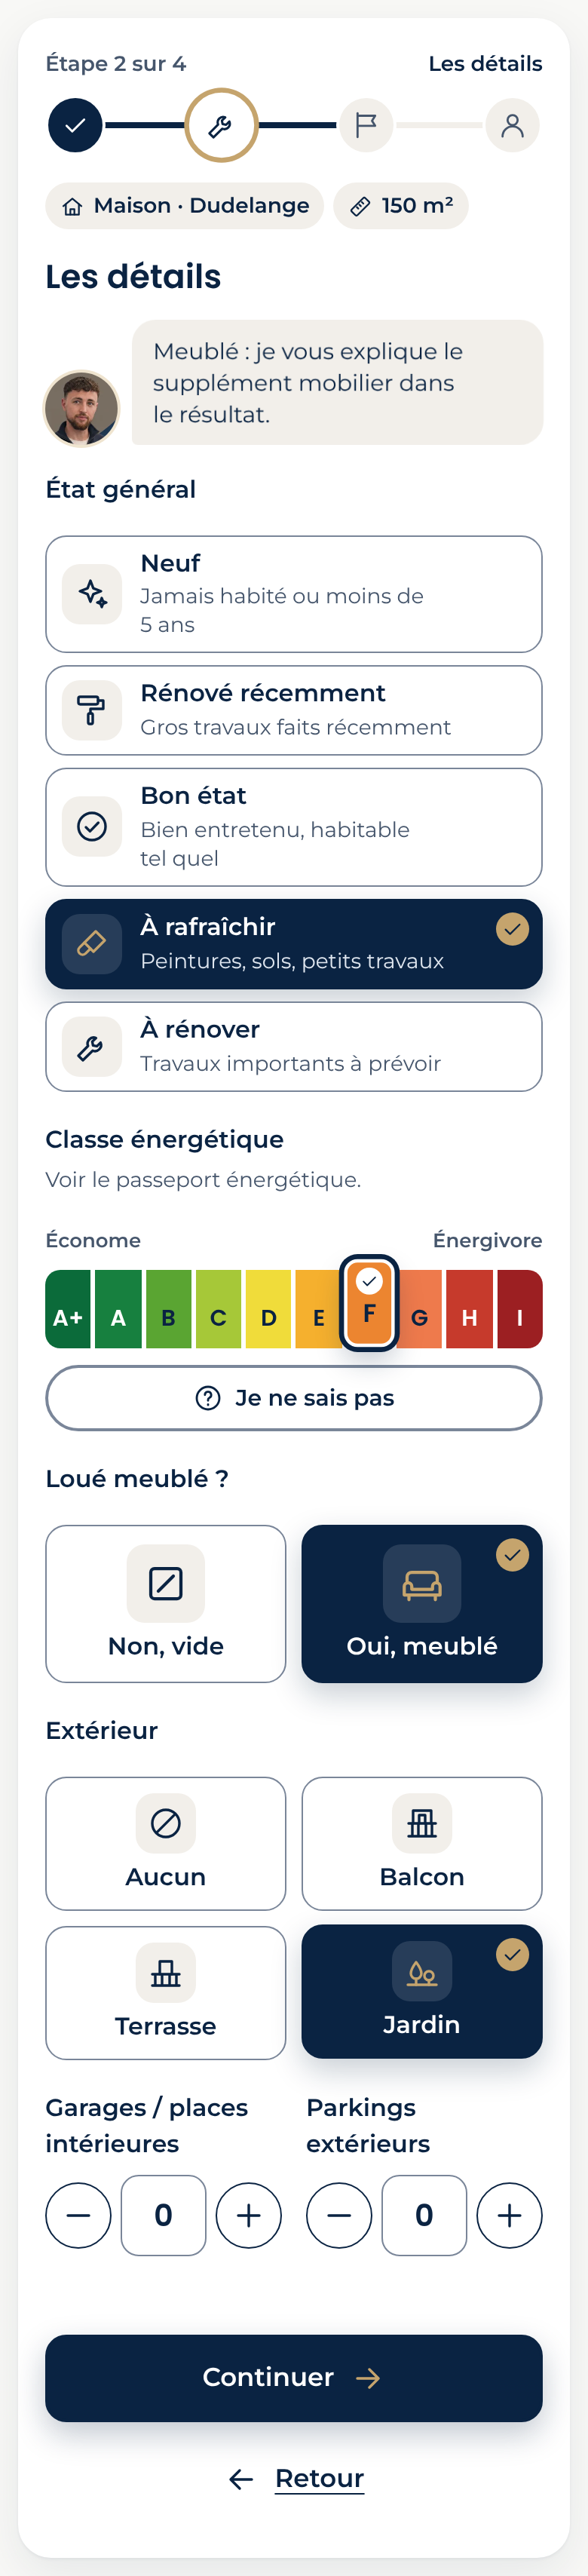 Étape 2 sur 4
Les détails
Maison · Dudelange
150 m²
Les détails
Meublé : je vous explique le
supplément mobilier dans
le résultat.
État général
Neuf
Jamais habité ou moins de
5 ans
Rénové récemment
Gros travaux faits récemment
Bon état
Bien entretenu, habitable
tel quel
À rafraîchir
Peintures, sols, petits travaux
À rénover
Travaux importants à prévoir
Classe énergétique
Voir le passeport énergétique.
Économe
Énergivore
A+ A B C D E F G H I
Je ne sais pas
Loué meublé ?
Non, vide
Oui, meublé
Extérieur
Aucun
Balcon
Terrasse
Jardin
Garages / places
intérieures
Parkings
extérieurs
0
0
Continuer
Retour